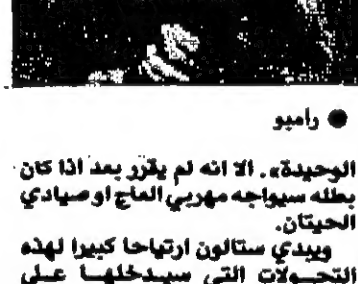 ● رامبو
الوحيدة». الا انه لم يقرر بعد اذا كان
بطله سيواجه مهربي العاج او صيادي
الحيتان.
ويبدي ستالون ارتياحا كبيرا لهذه
التحولات التي سيدخلها على